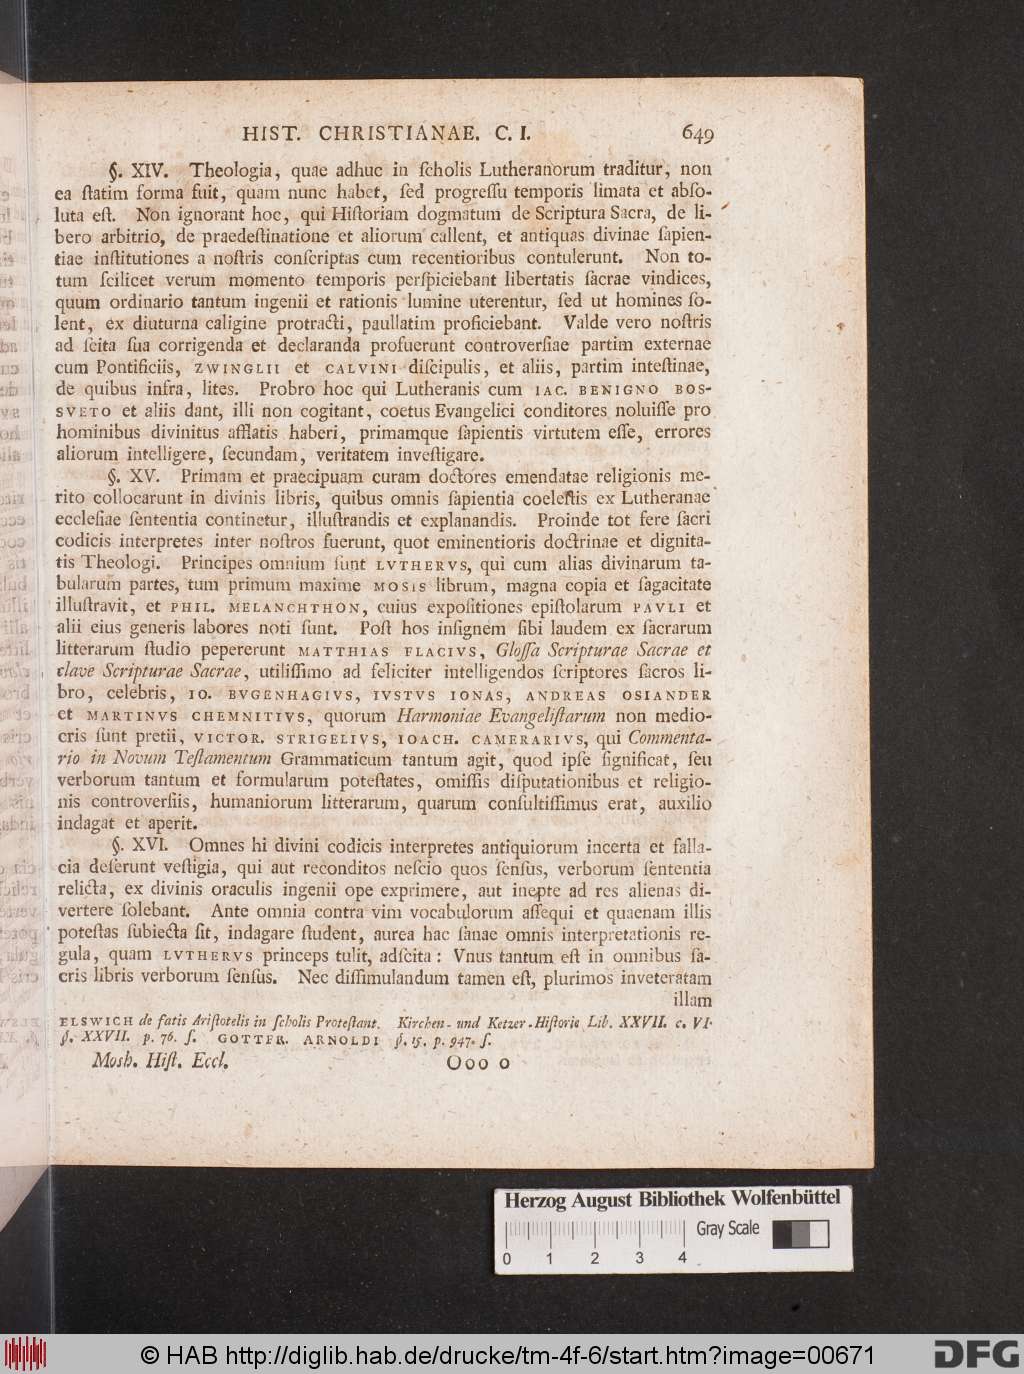 HIST. CHRISTIANAE. C. I. 649
§. XIV. Theologia, quae adhuc in ſcholis Lutheranorum traditur, non
ea ſtatim forma fuit, quam nunc habet, ſed progreſſu temporis limata et abſo-
luta eſt. Non ignorant hoc, qui Hiſtoriam dogmatum de Scriptura Sacra, de li-
bero arbitrio, de praedeſtinatione et aliorum callent, et antiquas divinae ſapien-
tiae inſtitutiones a noſtris conſcriptas cum recentioribus contulerunt. Non to-
tum ſcilicet verum momento temporis perſpiciebant libertatis ſacrae vindices,
quum ordinario tantum ingenii et rationis lumine uterentur, ſed ut homines ſo-
lent, ex diuturna caligine protracti, paullatim proficiebant. Valde vero noſtris
ad ſcita ſua corrigenda et declaranda profuerunt controverſiae partim externae
cum Pontificiis, ZWINGLII et CALVINI diſcipulis, et aliis, partim inteſtinae,
de quibus infra, lites. Probro hoc qui Lutheranis cum IAC. BENIGNO BOS-
SVETO et aliis dant, illi non cogitant, coetus Evangelici conditores noluiſſe pro
hominibus divinitus afflatis haberi, primamque ſapientis virtutem eſſe, errores
aliorum intelligere, ſecundam, veritatem inveſtigare.
§. XV. Primam et praecipuam curam doctores emendatae religionis me-
rito collocarunt in divinis libris, quibus omnis ſapientia coeleſtis ex Lutheranae
eccleſiae ſententia continetur, illuſtrandis et explanandis. Proinde tot fere ſacri
codicis interpretes inter noſtros fuerunt, quot eminentioris doctrinae et dignita-
tis Theologi. Principes omnium ſunt LVTHERVS, qui cum alias divinarum ta-
bularum partes, tum primum maxime MOSIS librum, magna copia et ſagacitate
illuſtravit, et PHIL. MELANCHTHON, cuius expoſitiones epiſtolarum PAVLI et
alii eius generis labores noti ſunt. Poſt hos inſignem ſibi laudem ex ſacrarum
litterarum ſtudio pepererunt MATTHIAS FLACIVS, Gloſſa Scripturae Sacrae et
clave Scripturae Sacrae, utiliſſimo ad feliciter intelligendos ſcriptores ſacros li-
bro, celebris, IO. BVGENHAGIVS, IVSTVS IONAS, ANDREAS OSIANDER
et MARTINVS CHEMNITIVS, quorum Harmoniae Evangeliſtarum non medio-
cris ſunt pretii, VICTOR. STRIGELIVS, IOACH. CAMERARIVS, qui Commenta-
rio in Novum Teſtamentum Grammaticum tantum agit, quod ipſe ſignificat, ſeu
verborum tantum et formularum poteſtates, omiſſis diſputationibus et religio-
nis controverſiis, humaniorum litterarum, quarum conſultiſſimus erat, auxilio
indagat et aperit.
§. XVI. Omnes hi divini codicis interpretes antiquiorum incerta et falla-
cia deſerunt veſtigia, qui aut reconditos neſcio quos ſenſus, verborum ſententia
relicta, ex divinis oraculis ingenii ope exprimere, aut inepte ad res alienas di-
vertere ſolebant. Ante omnia contra vim vocabulorum aſſequi et quaenam illis
poteſtas ſubiecta ſit, indagare ſtudent, aurea hac ſanae omnis interpretationis re-
gula, quam LVTHERVS princeps tulit, adſcita: Vnus tantum eſt in omnibus ſa-
cris libris verborum ſenſus. Nec diſſimulandum tamen eſt, plurimos inveteratam
illam
ELSWICH de fatis Ariſtotelis in ſcholis Proteſtant. Kirchen- und Ketzer-Hiſtorie Lib. XXVII. c. VI.
§. XXVII. p. 76. ſ. GOTTFR. ARNOLDI §. 15. p. 947. ſ.
Mosh. Hiſt. Eccl. Ooo o
Herzog August Bibliothek Wolfenbüttel
Gray Scale
0 1 2 3 4
© HAB http://diglib.hab.de/drucke/tm-4f-6/start.htm?image=00671
DFG